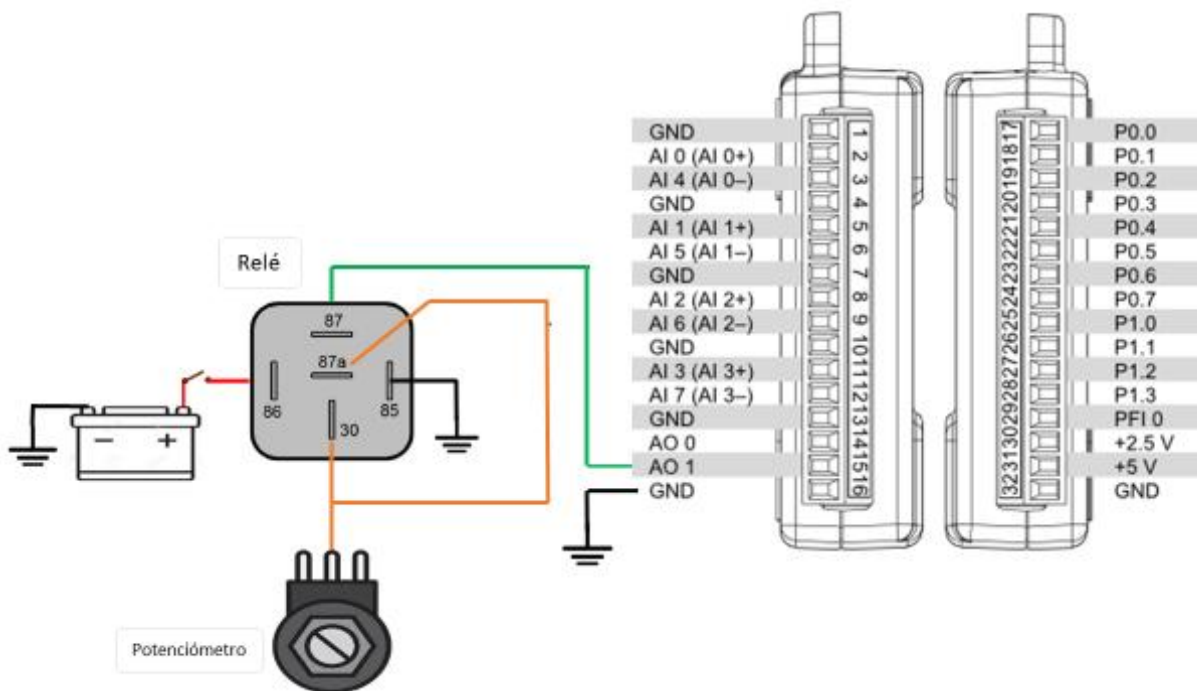 Relé
87
87a
86
85
30
− +
Potenciómetro
GND 1
AI 0 (AI 0+) 2
AI 4 (AI 0–) 3
GND 4
AI 1 (AI 1+) 5
AI 5 (AI 1–) 6
GND 7
AI 2 (AI 2+) 8
AI 6 (AI 2–) 9
GND 10
AI 3 (AI 3+) 11
AI 7 (AI 3–) 12
GND 13
AO 0 14
AO 1 15
GND 16
17 P0.0
18 P0.1
19 P0.2
20 P0.3
21 P0.4
22 P0.5
23 P0.6
24 P0.7
25 P1.0
26 P1.1
27 P1.2
28 P1.3
29 PFI 0
30 +2.5 V
31 +5 V
32 GND